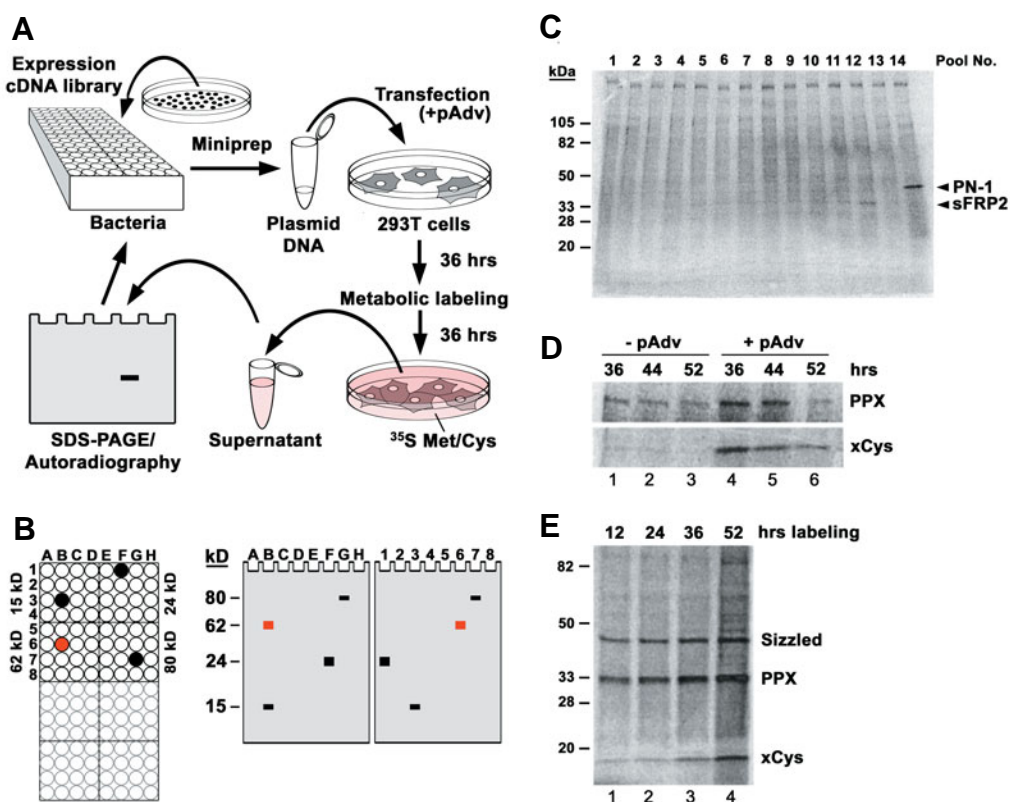 A
Expression
cDNA library
Miniprep
Transfection
(+pAdv)
Bacteria
Plasmid
DNA
293T cells
36 hrs
Metabolic labeling
36 hrs
SDS-PAGE/
Autoradiography
Supernatant
35S Met/Cys
B
A B C D E F G H
1
2
3
4
5
6
7
8
15 kD
62 kD
24 kD
80 kD
kD
A B C D E F G H
1 2 3 4 5 6 7 8
80
62
24
15
C
1 2 3 4 5 6 7 8 9 10 11 12 13 14 Pool No.
kDa
105
82
50
33
28
20
PN-1
sFRP2
D
- pAdv + pAdv
36 44 52 36 44 52 hrs
PPX
xCys
1 2 3 4 5 6
E
12 24 36 52 hrs labeling
82
50
33
28
20
Sizzled
PPX
xCys
1 2 3 4